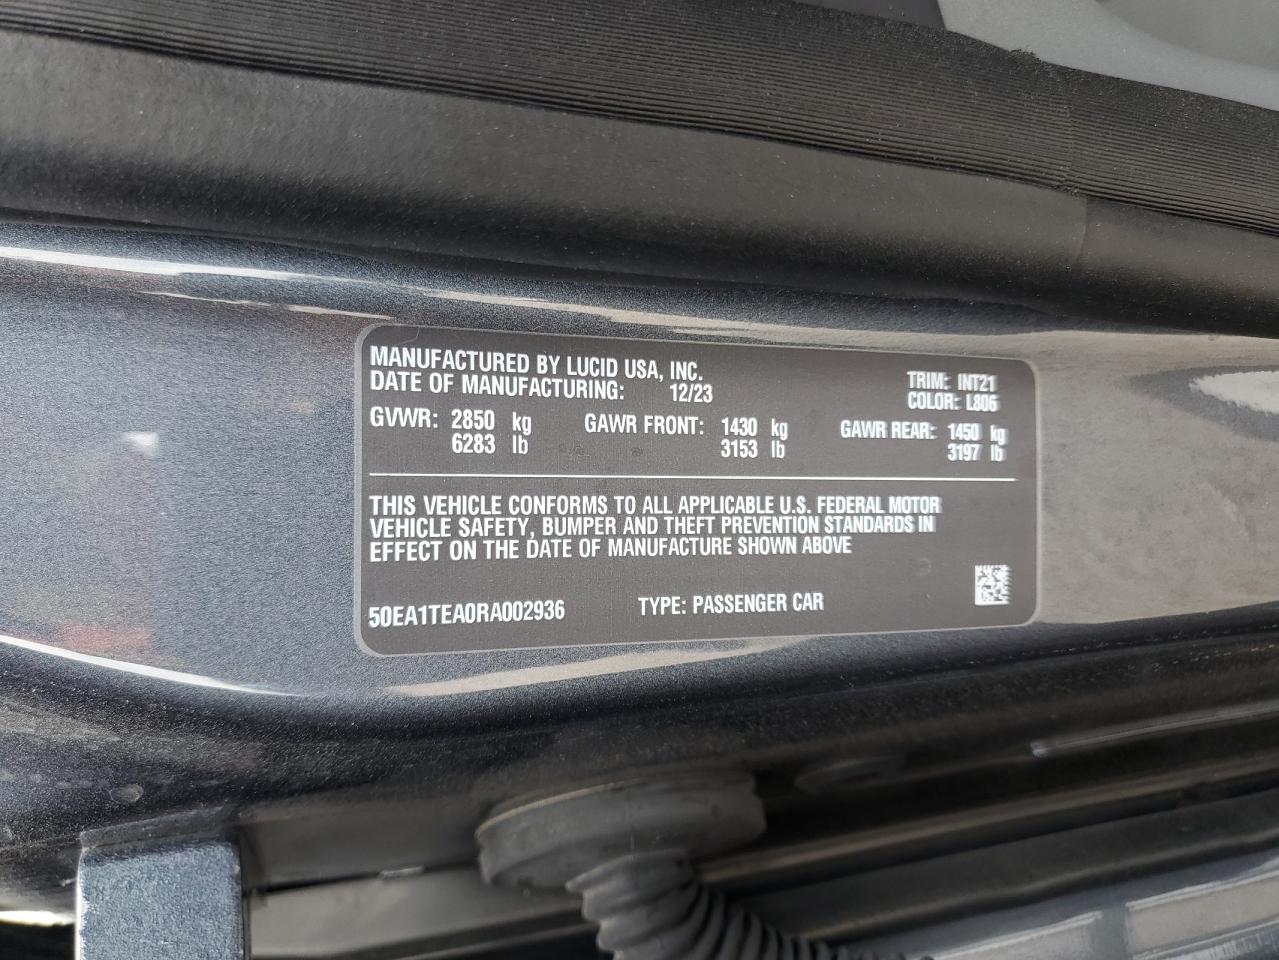 MANUFACTURED BY LUCID USA, INC.
DATE OF MANUFACTURING: 12/23
TRIM: INT21
COLOR: L806
GVWR: 2850 kg GAWR FRONT: 1430 kg GAWR REAR: 1450 kg
6283 lb 3153 lb 3197 lb
THIS VEHICLE CONFORMS TO ALL APPLICABLE U.S. FEDERAL MOTOR
VEHICLE SAFETY, BUMPER AND THEFT PREVENTION STANDARDS IN
EFFECT ON THE DATE OF MANUFACTURE SHOWN ABOVE
50EA1TEA0RA002936 TYPE: PASSENGER CAR